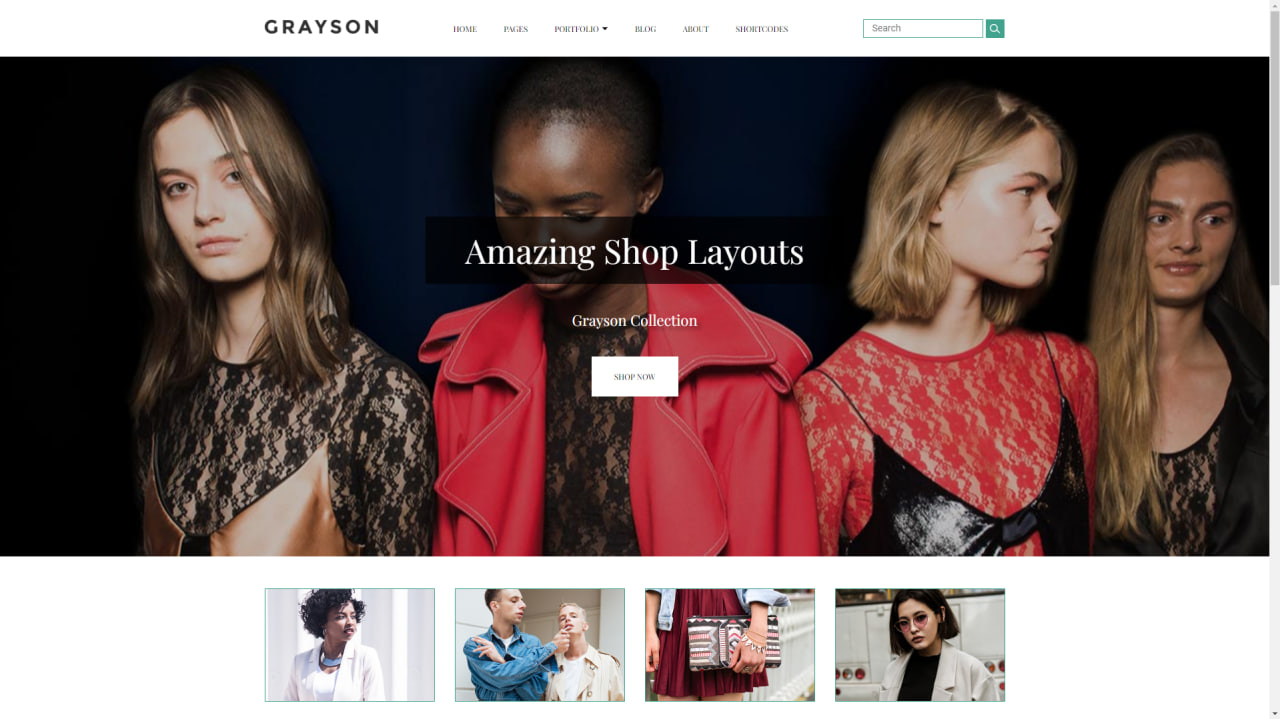 GRAYSON
HOME PAGES PORTFOLIO BLOG ABOUT SHORTCODES
Search
Amazing Shop Layouts
Grayson Collection
SHOP NOW